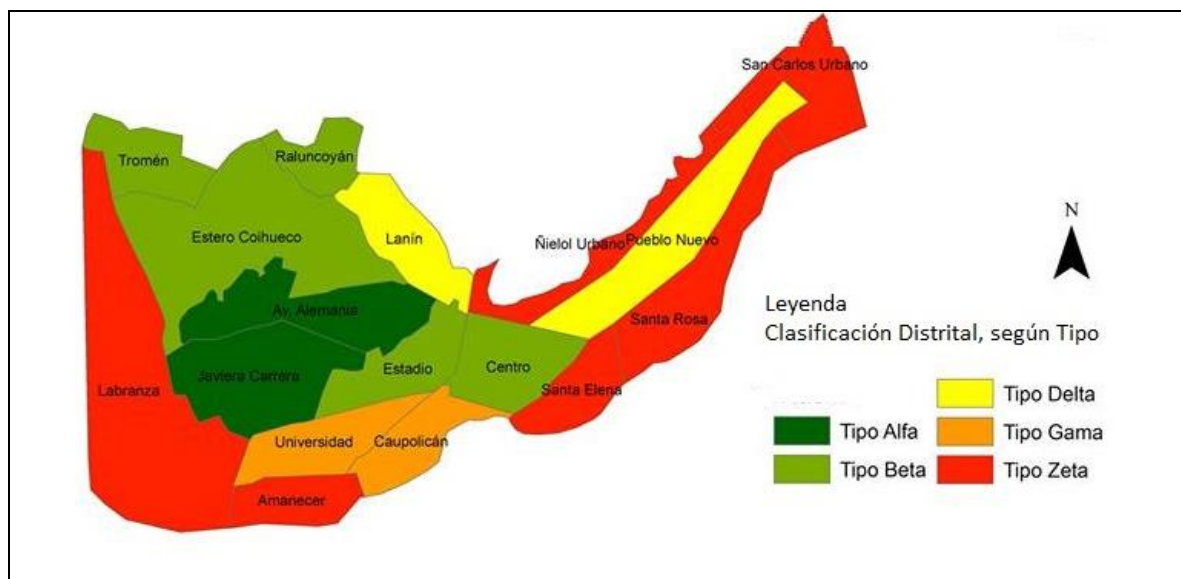 San Carlos Urbano
Tromén
Raluncoyán
Estero Coihueco
Lanín
Ñielol Urbano
Pueblo Nuevo
N
Av. Alemania
Santa Rosa
Leyenda
Clasificación Distrital, según Tipo
Labranza
Javiera Carrera
Estadio
Centro
Santa Elena
Universidad
Caupolicán
Amanecer
Tipo Delta
Tipo Alfa
Tipo Gama
Tipo Beta
Tipo Zeta